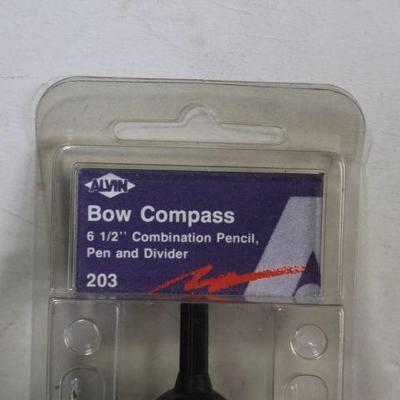 ALVIN
Bow Compass
6 1/2'' Combination Pencil,
Pen and Divider
203